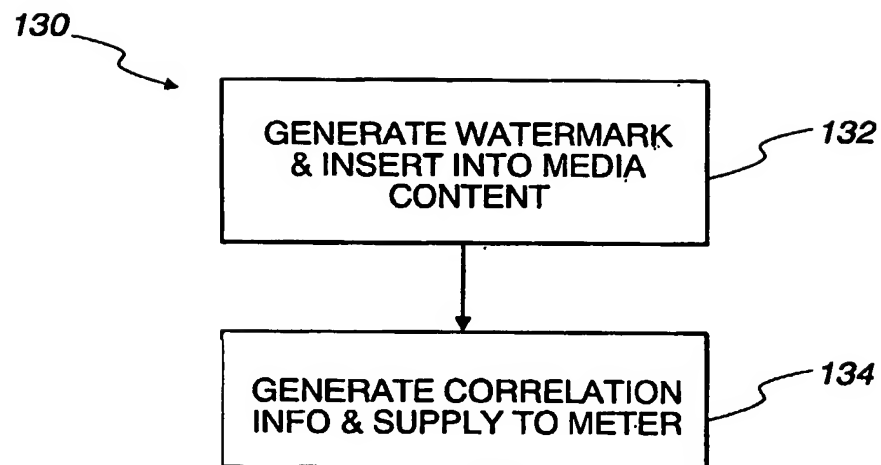 130
GENERATE WATERMARK
& INSERT INTO MEDIA
CONTENT
132
GENERATE CORRELATION
INFO & SUPPLY TO METER
134